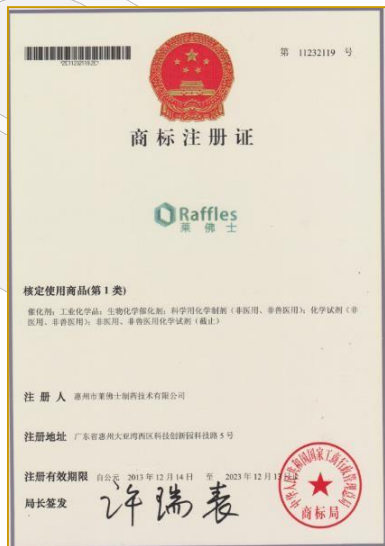 第 11232119 号
商标注册证
Raffles
莱佛士
核定使用商品(第 1 类)
催化剂；工业化学品；生物化学催化剂；科学用化学制剂（非医用、非兽医用）；化学试剂（非
医用、非兽医用）；非医用、非兽医用化学试剂（截止）
注册人 惠州市莱佛士制药技术有限公司
注册地址 广东省惠州大亚湾西区科技创新园科技路 5 号
注册有效期限 自公元 2013 年 12 月 14 日 至 2023 年 12 月 13
局长签发 许瑞表
商标局